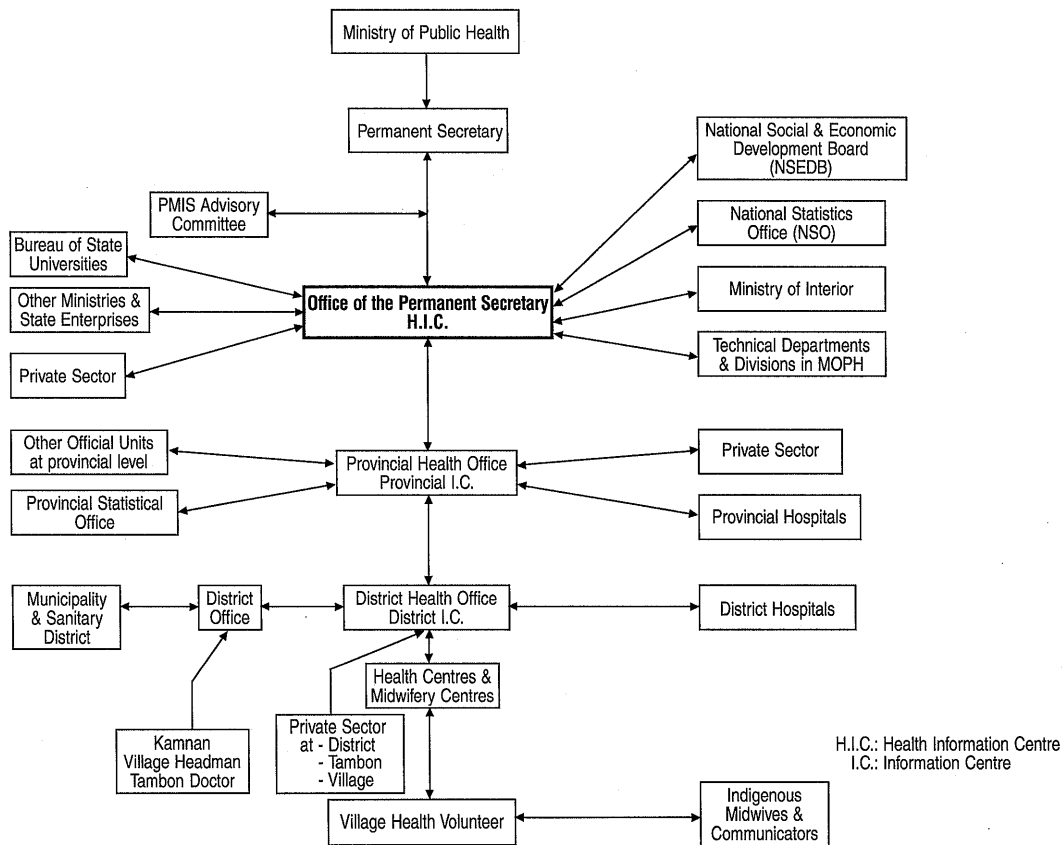 Ministry of Public Health
Permanent Secretary
National Social & Economic
Development Board
(NSEDB)
PMIS Advisory
Committee
National Statistics
Office (NSO)
Bureau of State
Universities
Other Ministries &
State Enterprises
Office of the Permanent Secretary
H.I.C.
Ministry of Interior
Private Sector
Technical Departments
& Divisions in MOPH
Other Official Units
at provincial level
Provincial Health Office
Provincial I.C.
Private Sector
Provincial Statistical
Office
Provincial Hospitals
Municipality
& Sanitary
District
District
Office
District Health Office
District I.C.
District Hospitals
Health Centres &
Midwifery Centres
Kamnan
Village Headman
Tambon Doctor
Private Sector
at - District
- Tambon
- Village
H.I.C.: Health Information Centre
I.C.: Information Centre
Village Health Volunteer
Indigenous
Midwives &
Communicators